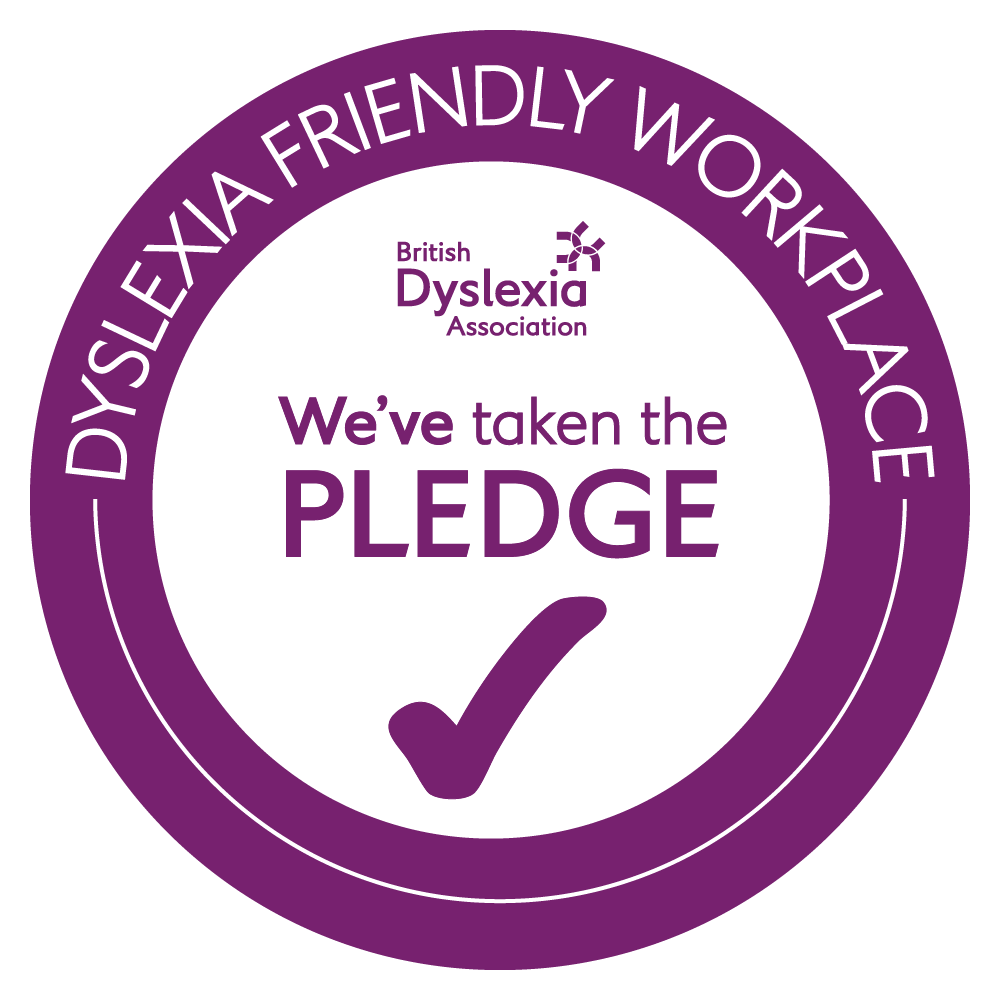 DYSLEXIA FRIENDLY WORKPLACE
British
Dyslexia
Association
We've taken the
PLEDGE